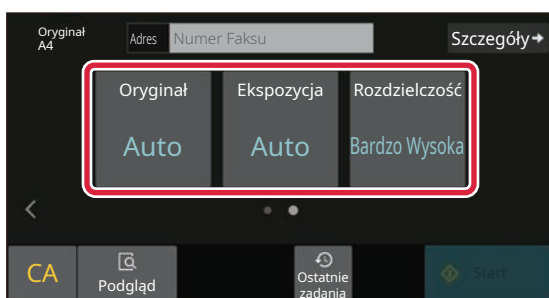 Oryginał
A4
Adres Numer Faksu
Szczegóły
Oryginał Ekspozycja Rozdzielczość
Auto Auto Bardzo Wysoka
CA
Podgląd
Ostatnie
zadania
Start